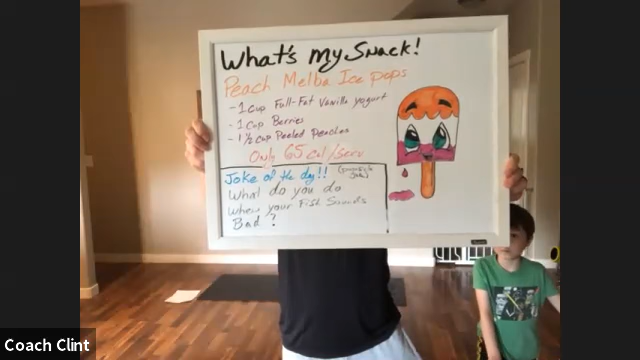 What's my Snack!
Peach Melba Ice pops
- 1 Cup Full-Fat Vanilla yogurt
- 1 Cup Berries
- 1 ½ Cup Peeled Peaches
Only 65 Cal/Serv
Joke of the day!!
What do you do
when your Fish Sounds
Bad?
Coach Clint